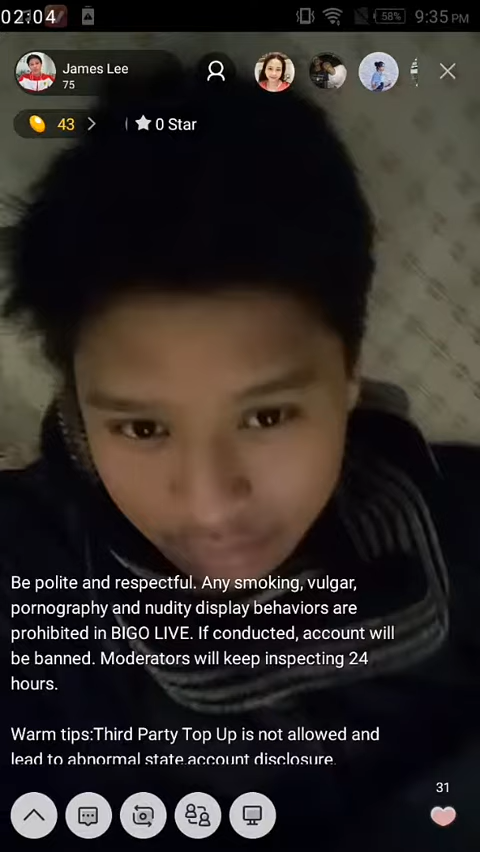 02:04
58%
9:35 PM
James Lee
75
43
0 Star
Be polite and respectful. Any smoking, vulgar,
pornography and nudity display behaviors are
prohibited in BIGO LIVE. If conducted, account will
be banned. Moderators will keep inspecting 24
hours.
Warm tips:Third Party Top Up is not allowed and
lead to abnormal state,account disclosure.
31